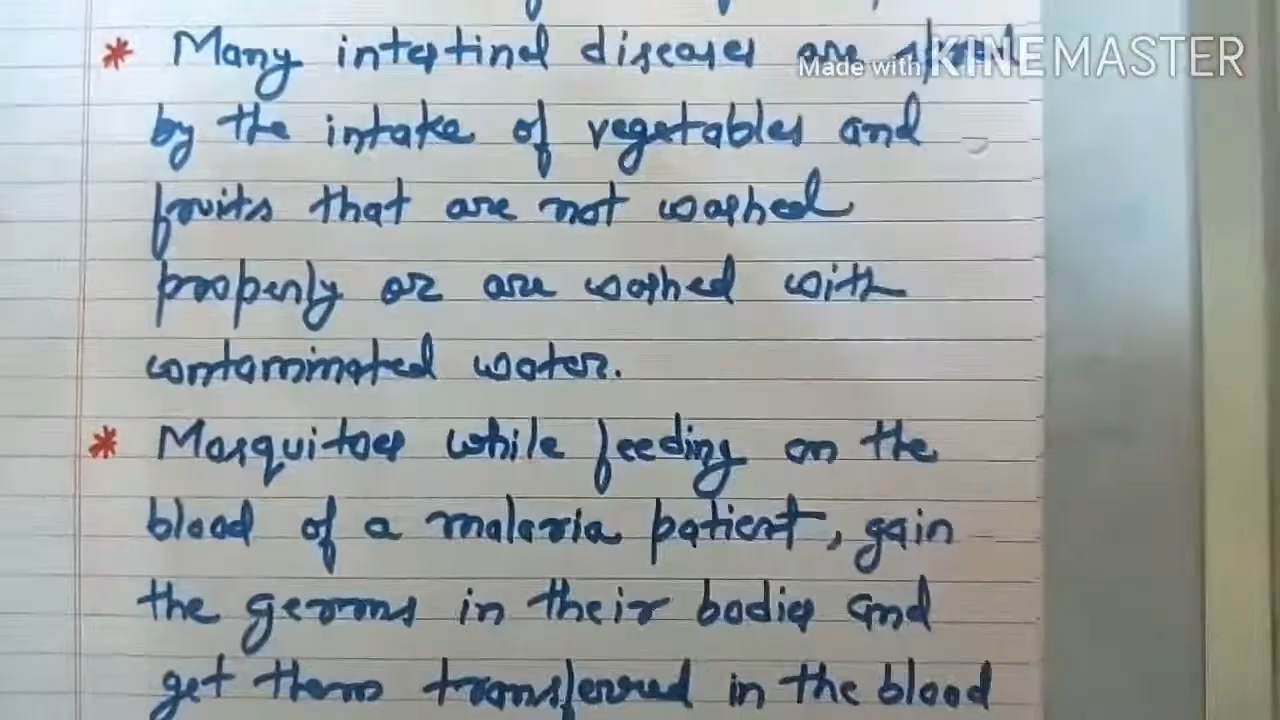 * Many intestinal diseases are
Made with KINEMASTER
by the intake of vegetables and
fruits that are not washed
properly or are washed with
contaminated water.
* Mosquitoes while feeding on the
blood of a malaria patient, gain
the germs in their bodies and
get them transferred in the blood